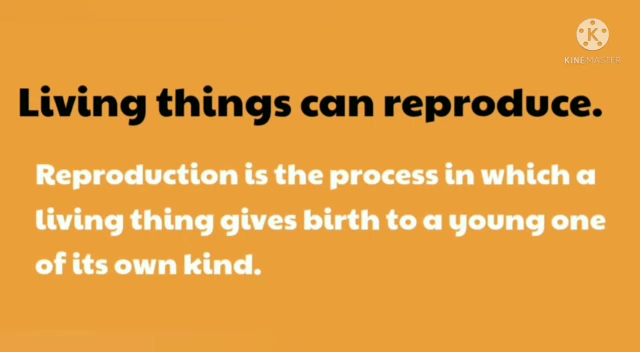 K
KINEMASTER
Living things can reproduce.
Reproduction is the process in which a
living thing gives birth to a young one
of its own kind.